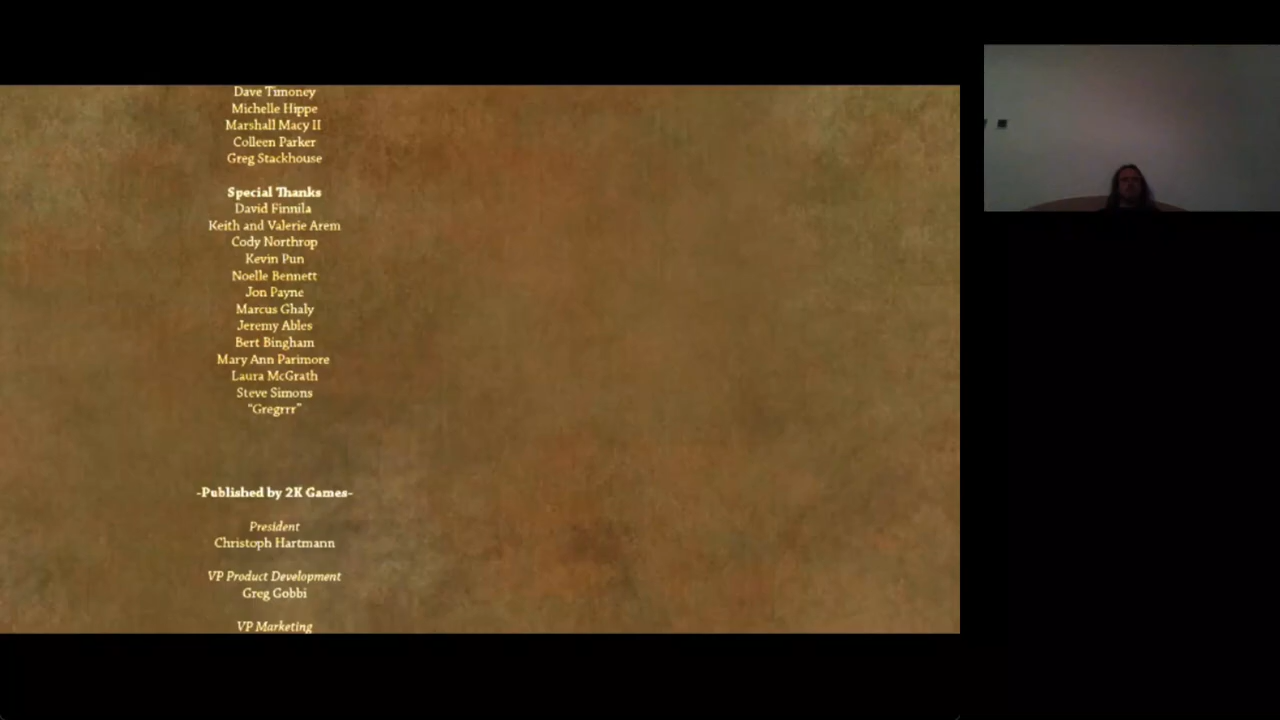 Dave Timoney
Michelle Hippe
Marshall Macy II
Colleen Parker
Greg Stackhouse
Special Thanks
David Finnila
Keith and Valerie Arem
Cody Northrop
Kevin Pun
Noelle Bennett
Jon Payne
Marcus Ghaly
Jeremy Ables
Bert Bingham
Mary Ann Parimore
Laura McGrath
Steve Simons
“Gregrrr”
-Published by 2K Games-
President
Christoph Hartmann
VP Product Development
Greg Gobbi
VP Marketing